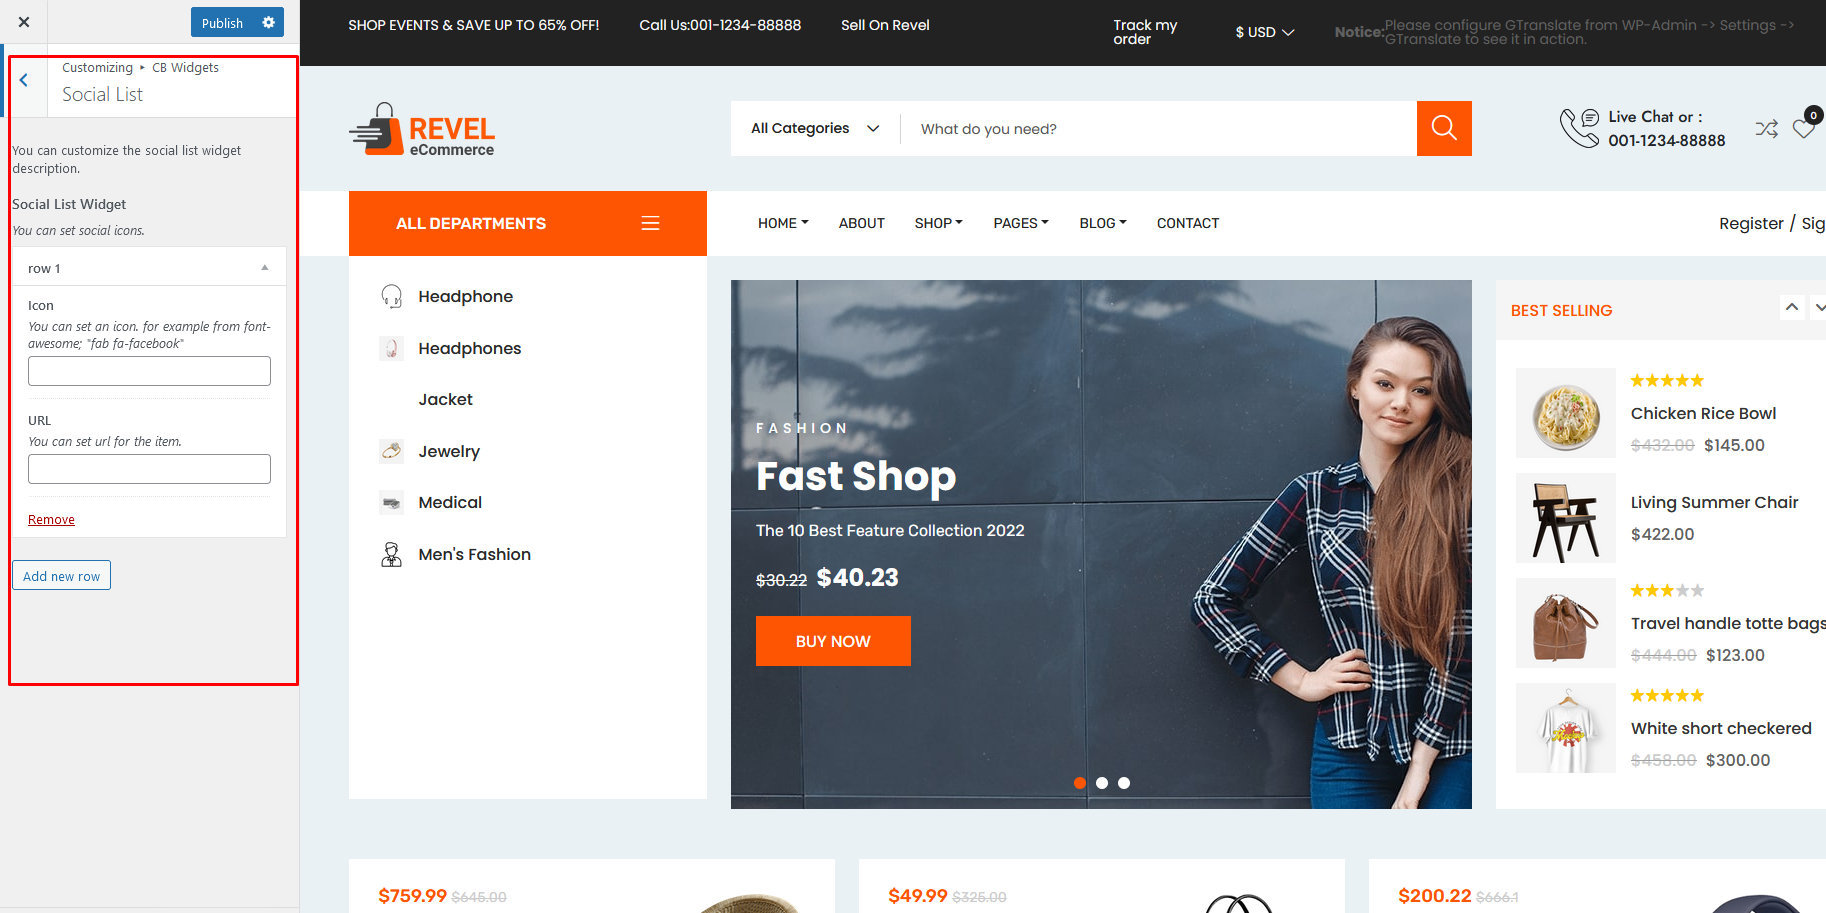 Publish
Customizing ▸ CB Widgets
Social List
You can customize the social list widget
description.
Social List Widget
You can set social icons.
row 1
Icon
You can set an icon. for example from font-
awesome; "fab fa-facebook"
URL
You can set url for the item.
Remove
Add new row
SHOP EVENTS & SAVE UP TO 65% OFF!
Call Us:001-1234-88888
Sell On Revel
Track my
order
$ USD
Notice: Please configure GTranslate from WP-Admin -> Settings ->
GTranslate to see it in action.
REVEL
eCommerce
All Categories
What do you need?
Live Chat or :
001-1234-88888
0
ALL DEPARTMENTS
HOME
ABOUT
SHOP
PAGES
BLOG
CONTACT
Register / Sig
Headphone
Headphones
Jacket
Jewelry
Medical
Men's Fashion
FASHION
Fast Shop
The 10 Best Feature Collection 2022
$30.22 $40.23
BUY NOW
BEST SELLING
Chicken Rice Bowl
$432.00 $145.00
Living Summer Chair
$422.00
Travel handle totte bags
$444.00 $123.00
White short checkered
$458.00 $300.00
$759.99 $645.00
$49.99 $325.00
$200.22 $666.1